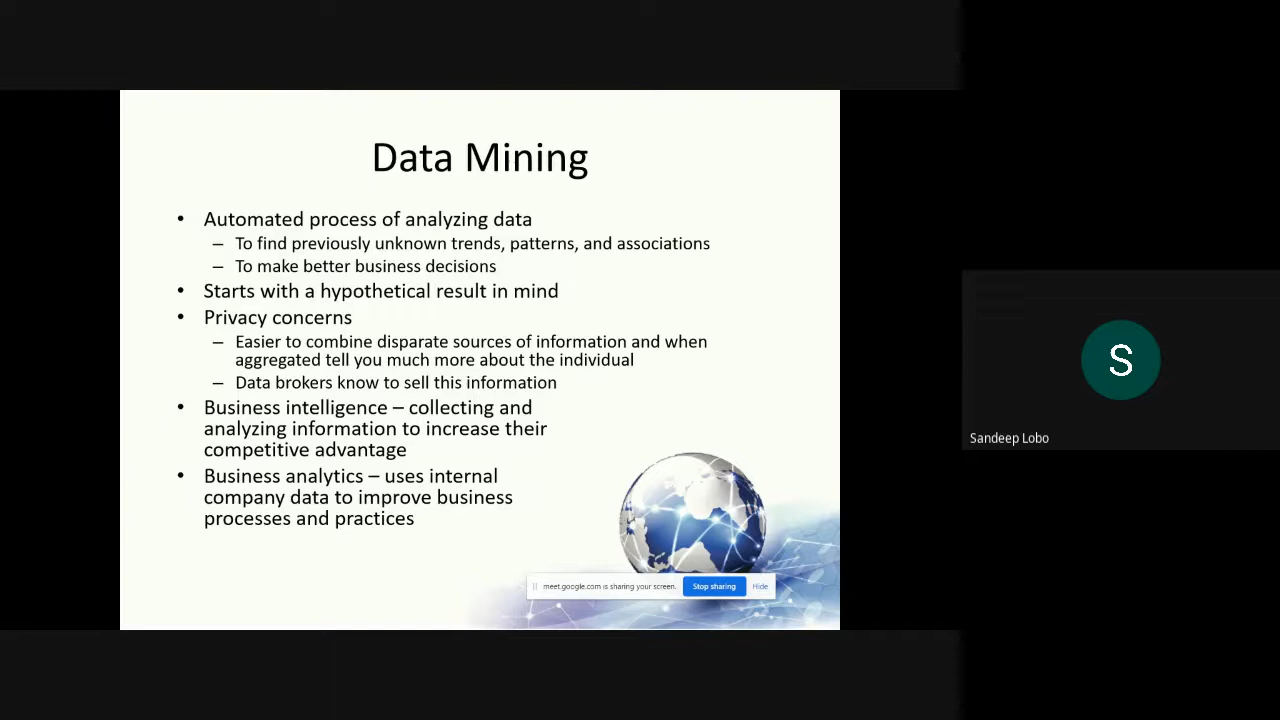 Data Mining
• Automated process of analyzing data
– To find previously unknown trends, patterns, and associations
– To make better business decisions
• Starts with a hypothetical result in mind
• Privacy concerns
– Easier to combine disparate sources of information and when
aggregated tell you much more about the individual
– Data brokers know to sell this information
• Business intelligence – collecting and
analyzing information to increase their
competitive advantage
• Business analytics – uses internal
company data to improve business
processes and practices
meet.google.com is sharing your screen. Stop sharing Hide
S
Sandeep Lobo